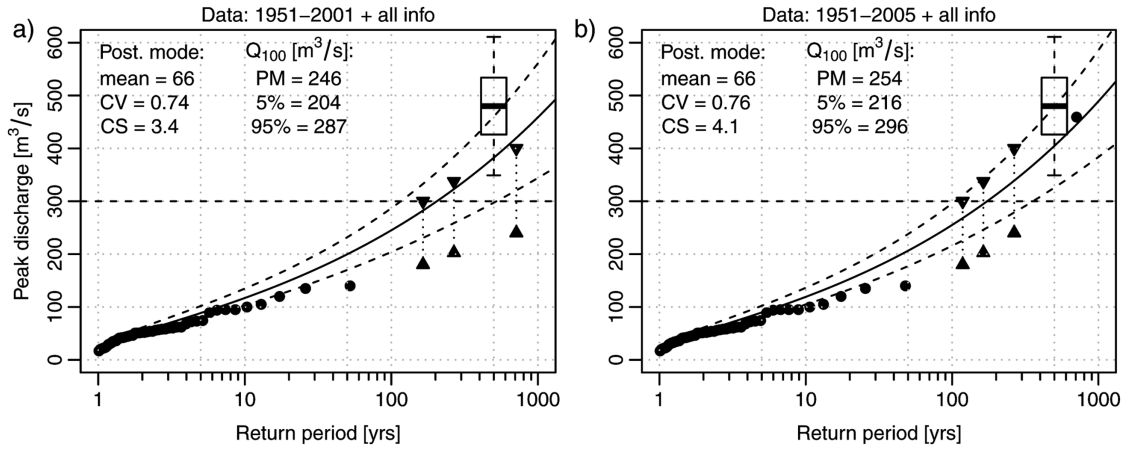 a)
Data: 1951–2001 + all info
Post. mode:
mean = 66
CV = 0.74
CS = 3.4
Q100 [m³/s]:
PM = 246
5% = 204
95% = 287
Peak discharge [m³/s]
0
100
200
300
400
500
600
1
10
100
1000
Return period [yrs]
b)
Data: 1951–2005 + all info
Post. mode:
mean = 66
CV = 0.76
CS = 4.1
Q100 [m³/s]:
PM = 254
5% = 216
95% = 296
0
100
200
300
400
500
600
1
10
100
1000
Return period [yrs]